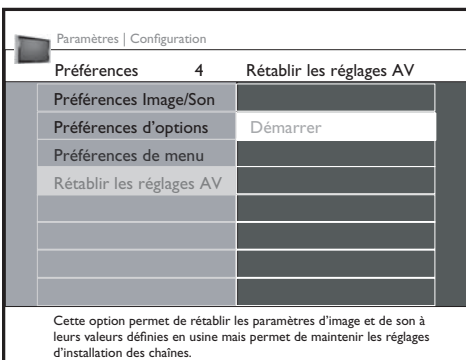 Paramètres | Configuration
Préférences 4 Rétablir les réglages AV
Préférences Image/Son
Préférences d'options Démarrer
Préférences de menu
Rétablir les réglages AV
Cette option permet de rétablir les paramètres d'image et de son à
leurs valeurs définies en usine mais permet de maintenir les réglages
d'installation des chaînes.